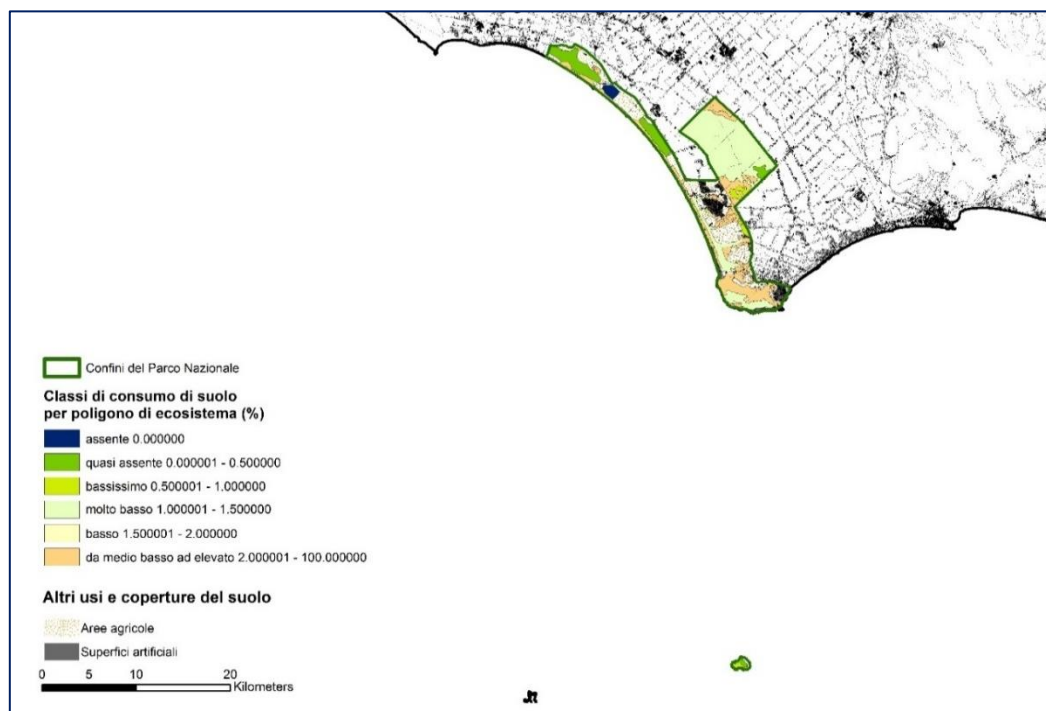 Confini del Parco Nazionale
Classi di consumo di suolo
per poligono di ecosistema (%)
assente 0.000000
quasi assente 0.000001 - 0.500000
bassissimo 0.500001 - 1.000000
molto basso 1.000001 - 1.500000
basso 1.500001 - 2.000000
da medio basso ad elevato 2.000001 - 100.000000
Altri usi e coperture del suolo
Aree agricole
Superfici artificiali
0 5 10 20
Kilometers